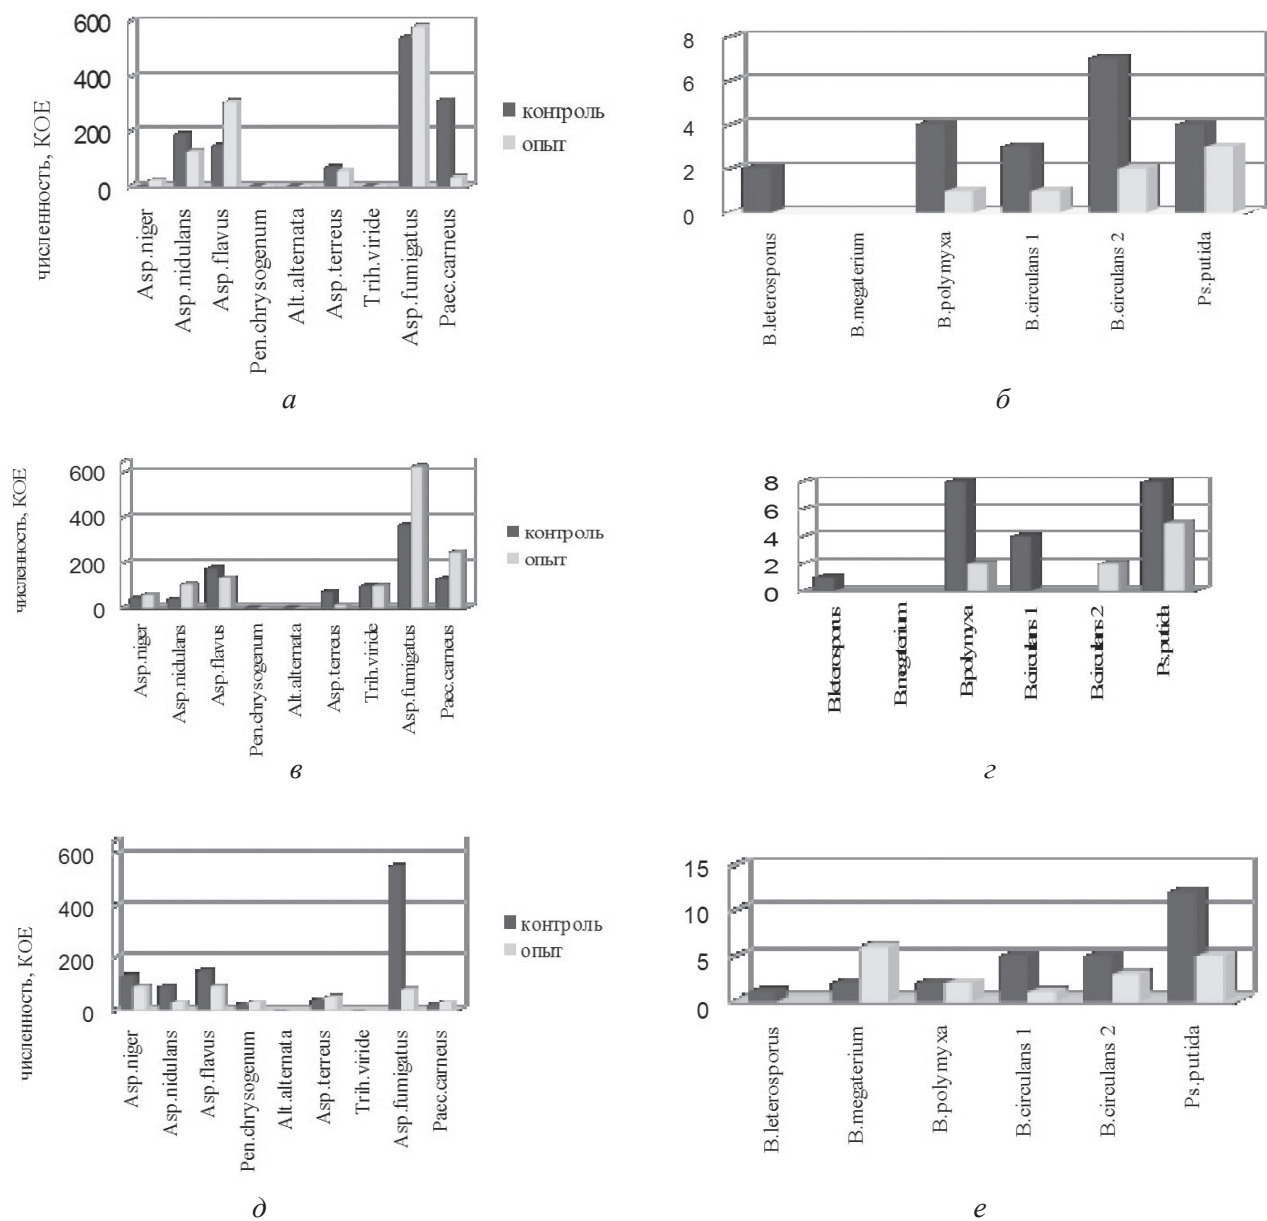 600
400
200
0
численность, КОЕ
контроль
опыт
Asp.niger
Asp.nidulans
Asp.flavus
Pen.chrysogenum
Alt.alternata
Asp.terreus
Trih.viride
Asp.fumigatus
Paec.carneus
а
8
6
4
2
0
B.leterosporus
B.megaterium
B.polymyxa
B.circulans 1
B.circulans 2
Ps.putida
б
600
400
200
0
численность, КОЕ
контроль
опыт
Asp.niger
Asp.nidulans
Asp.flavus
Pen.chrysogenum
Alt.alternata
Asp.terreus
Trih.viride
Asp.fumigatus
Paec.carneus
в
8
6
4
2
0
B.leterosporus
B.megaterium
B.polymyxa
B.circulans 1
B.circulans 2
Ps.putida
г
600
400
200
0
численность, КОЕ
контроль
опыт
Asp.niger
Asp.nidulans
Asp.flavus
Pen.chrysogenum
Alt.alternata
Asp.terreus
Trih.viride
Asp.fumigatus
Paec.carneus
д
15
10
5
0
B.leterosporus
B.megaterium
B.polymyxa
B.circulans 1
B.circulans 2
Ps.putida
е